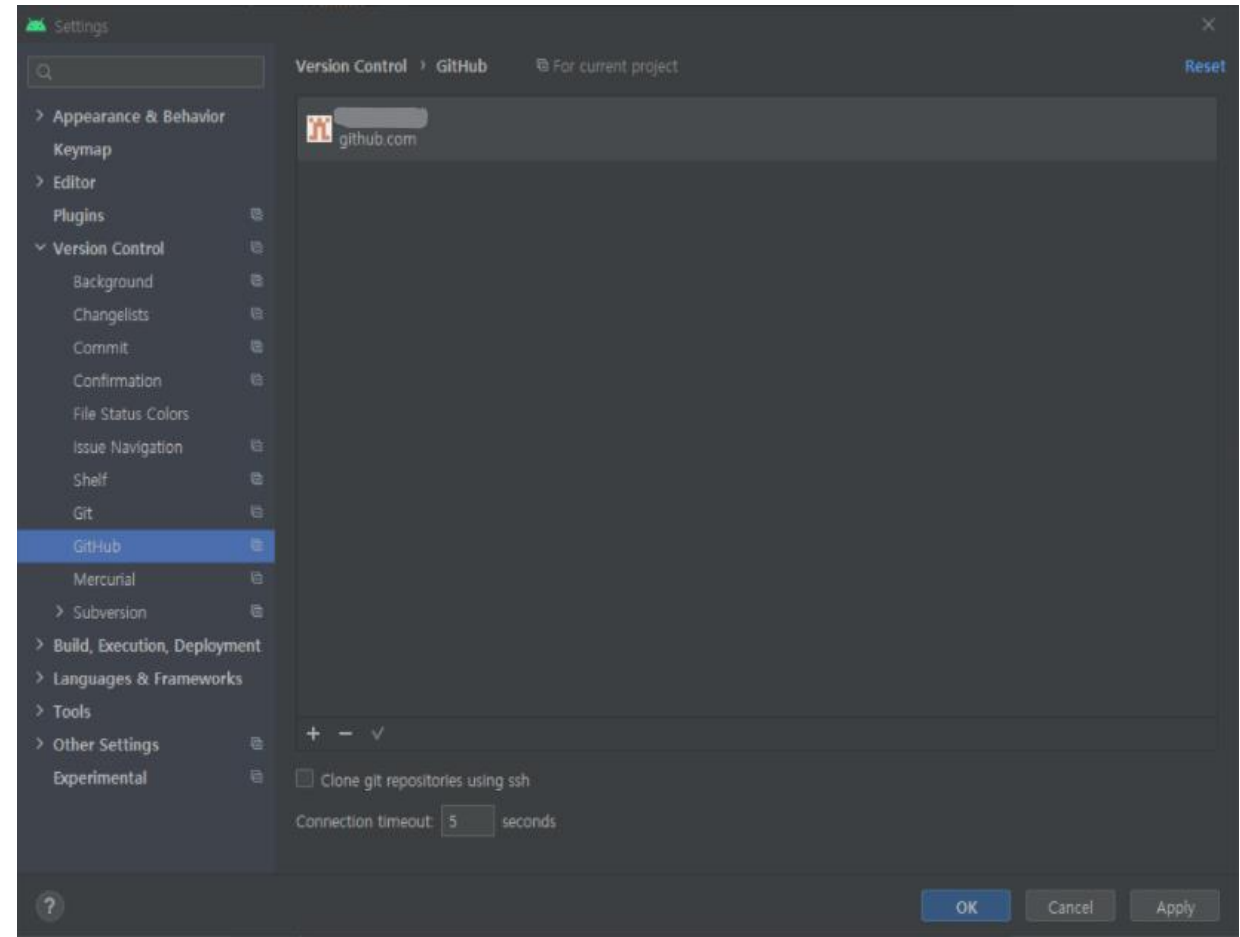 Settings
Version Control › GitHub For current project Reset
Appearance & Behavior
Keymap
Editor
Plugins
Version Control
Background
Changelists
Commit
Confirmation
File Status Colors
Issue Navigation
Shelf
Git
GitHub
Mercurial
Subversion
Build, Execution, Deployment
Languages & Frameworks
Tools
Other Settings
Experimental
github.com
Clone git repositories using ssh
Connection timeout: 5 seconds
?
OK Cancel Apply